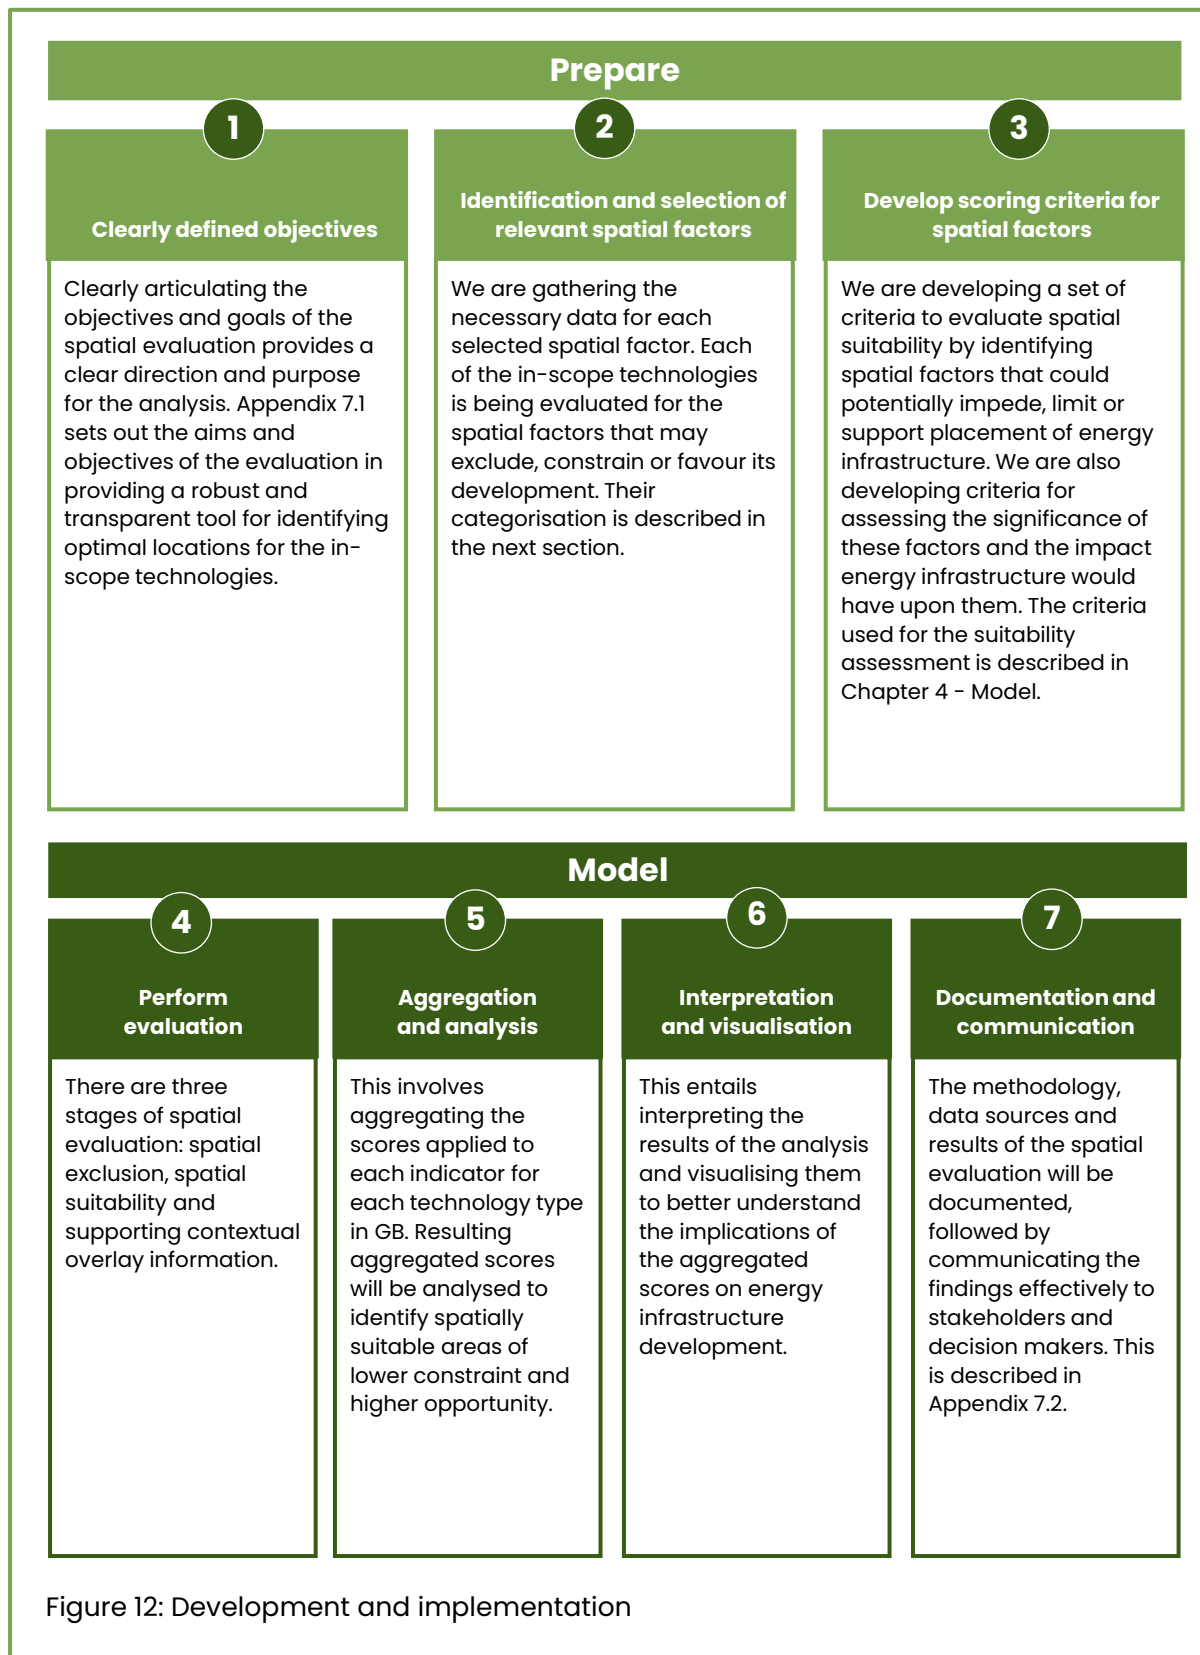 Prepare
1
Clearly defined objectives
Clearly articulating the
objectives and goals of the
spatial evaluation provides a
clear direction and purpose
for the analysis. Appendix 7.1
sets out the aims and
objectives of the evaluation in
providing a robust and
transparent tool for identifying
optimal locations for the in-
scope technologies.
2
Identification and selection of
relevant spatial factors
We are gathering the
necessary data for each
selected spatial factor. Each
of the in-scope technologies
is being evaluated for the
spatial factors that may
exclude, constrain or favour its
development. Their
categorisation is described in
the next section.
3
Develop scoring criteria for
spatial factors
We are developing a set of
criteria to evaluate spatial
suitability by identifying
spatial factors that could
potentially impede, limit or
support placement of energy
infrastructure. We are also
developing criteria for
assessing the significance of
these factors and the impact
energy infrastructure would
have upon them. The criteria
used for the suitability
assessment is described in
Chapter 4 - Model.
Model
4
Perform
evaluation
There are three
stages of spatial
evaluation: spatial
exclusion, spatial
suitability and
supporting contextual
overlay information.
5
Aggregation
and analysis
This involves
aggregating the
scores applied to
each indicator for
each technology type
in GB. Resulting
aggregated scores
will be analysed to
identify spatially
suitable areas of
lower constraint and
higher opportunity.
6
Interpretation
and visualisation
This entails
interpreting the
results of the analysis
and visualising them
to better understand
the implications of
the aggregated
scores on energy
infrastructure
development.
7
Documentation and
communication
The methodology,
data sources and
results of the spatial
evaluation will be
documented,
followed by
communicating the
findings effectively to
stakeholders and
decision makers. This
is described in
Appendix 7.2.
Figure 12: Development and implementation